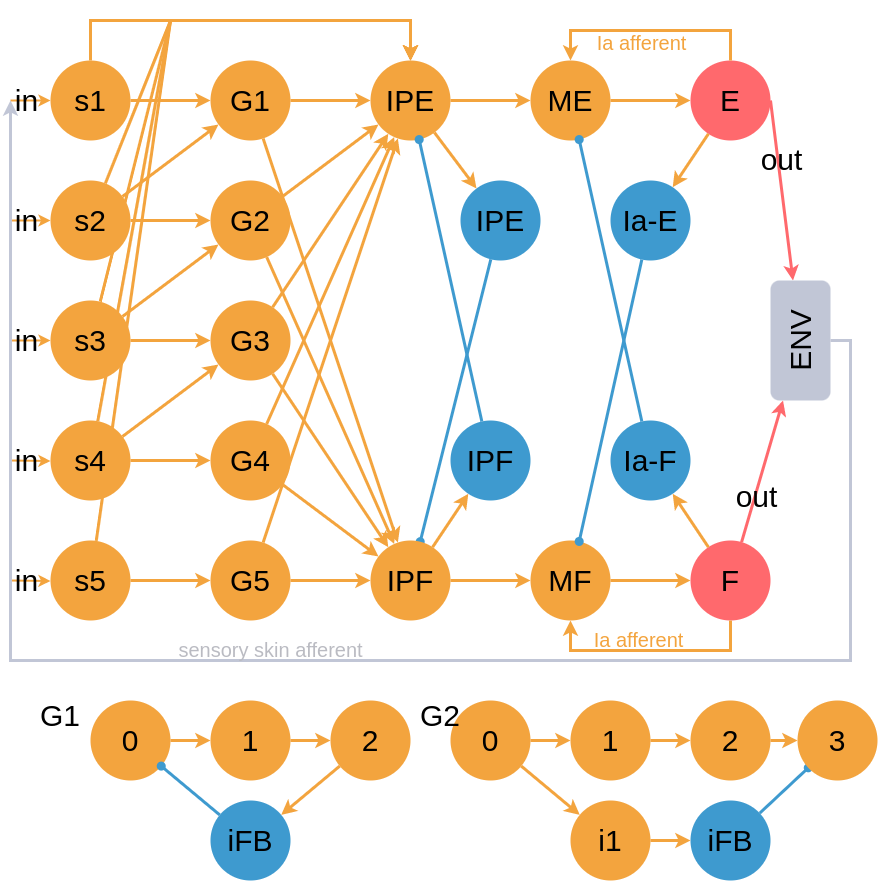 Ia afferent
in
s1
G1
IPE
ME
E
out
in
s2
G2
IPE
Ia-E
in
s3
G3
ENV
in
s4
G4
IPF
Ia-F
out
in
s5
G5
IPF
MF
F
sensory skin afferent
Ia afferent
G1
0
1
2
iFB
G2
0
1
2
3
i1
iFB